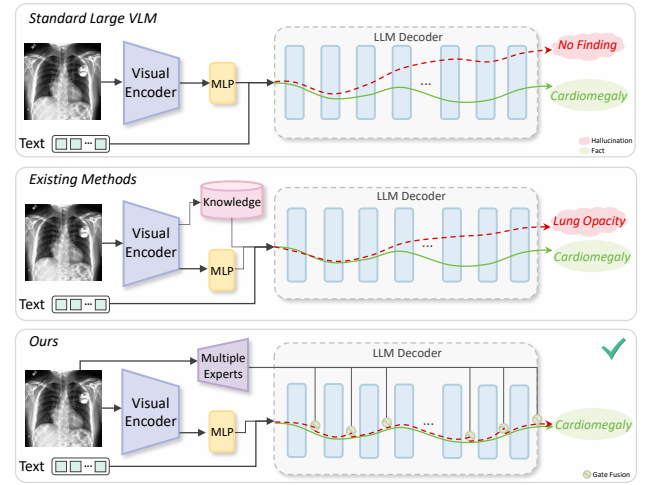 Standard Large VLM
LLM Decoder
Visual
Encoder
MLP
...
No Finding
Cardiomegaly
Text
...
Hallucination
Fact
Existing Methods
LLM Decoder
Knowledge
Visual
Encoder
MLP
...
...
Lung Opacity
Cardiomegaly
Text
...
Ours
Multiple
Experts
LLM Decoder
Visual
Encoder
MLP
...
Cardiomegaly
Text
...
Gate Fusion